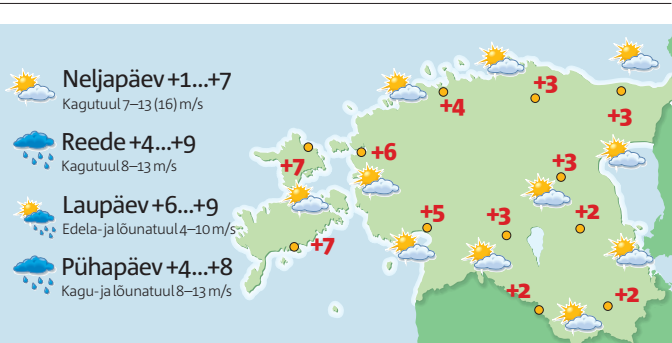 Neljapäev +1...+7
Kagutuul 7–13 (16) m/s
Reede +4...+9
Kagutuul 8–13 m/s
Laupäev +6...+9
Edela- ja lõunatuul 4–10 m/s
Pühapäev +4...+8
Kagu- ja lõunatuul 8–13 m/s
+3
+4
+3
+6
+7
+3
+5
+3
+2
+7
+2
+2